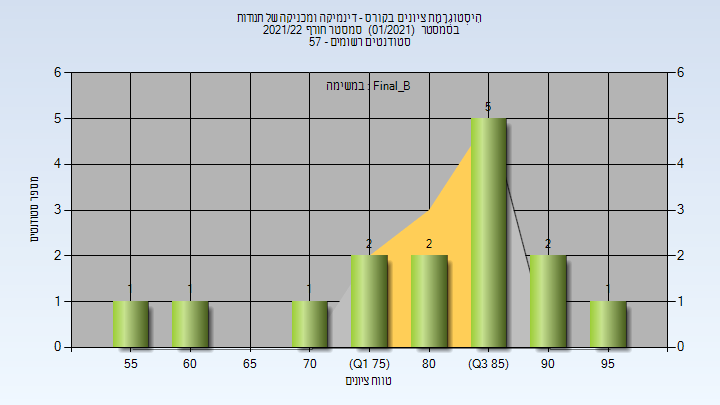 היסטוגרמת ציונים בקורס - דינמיקה ומכניקה של תנודות
בסמסטר (01/2021) סמסטר חורף 2021/22
סטודנטים רשומים - 57
במשימה : Final_B
מספר סטודנטים
6 6
5 5
4 4
3 3
2 2
1 1
0 0
1 1 1 2 2 5 2 1
55 60 65 70 (Q1 75) 80 (Q3 85) 90 95
טווח ציונים